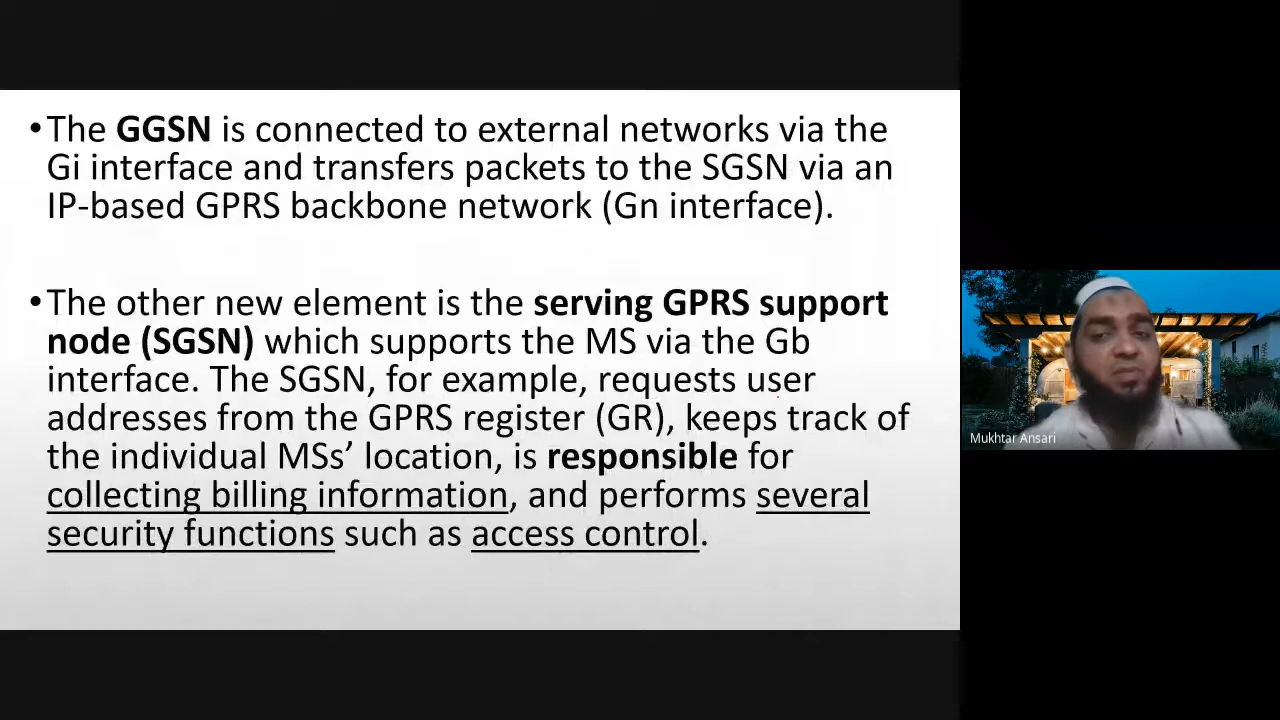 •The GGSN is connected to external networks via the
Gi interface and transfers packets to the SGSN via an
IP-based GPRS backbone network (Gn interface).
•The other new element is the serving GPRS support
node (SGSN) which supports the MS via the Gb
interface. The SGSN, for example, requests user
addresses from the GPRS register (GR), keeps track of
the individual MSs’ location, is responsible for
collecting billing information, and performs several
security functions such as access control.
Mukhtar Ansari